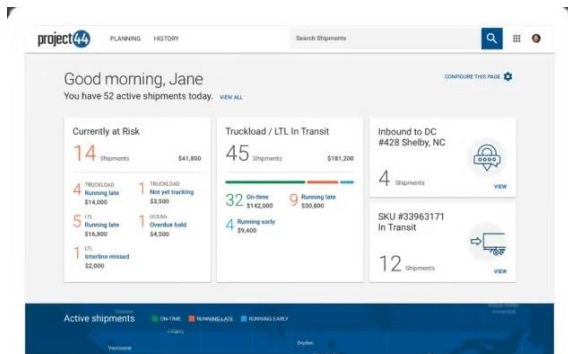 project44 PLANNING HISTORY Search Shipments
Good morning, Jane
CONFIGURE THIS PAGE
You have 52 active shipments today. VIEW ALL
Currently at Risk
14 Shipments $41,800
4 TRUCKLOAD
Running late
$14,000
1 TRUCKLOAD
Not yet tracking
$3,500
5 LTL
Running late
$16,800
1 OCEAN
Overdue hold
$4,500
1 LTL
Interline missed
$2,000
Truckload / LTL In Transit
45 Shipments $181,200
32 On-time
$142,000
9 Running late
$30,800
4 Running early
$9,400
Inbound to DC
#428 Shelby, NC
4 Shipments VIEW
SKU #33963171
In Transit
12 Shipments VIEW
Active shipments ON-TIME RUNNING LATE RUNNING EARLY
Calgary
Vancouver
Dryden